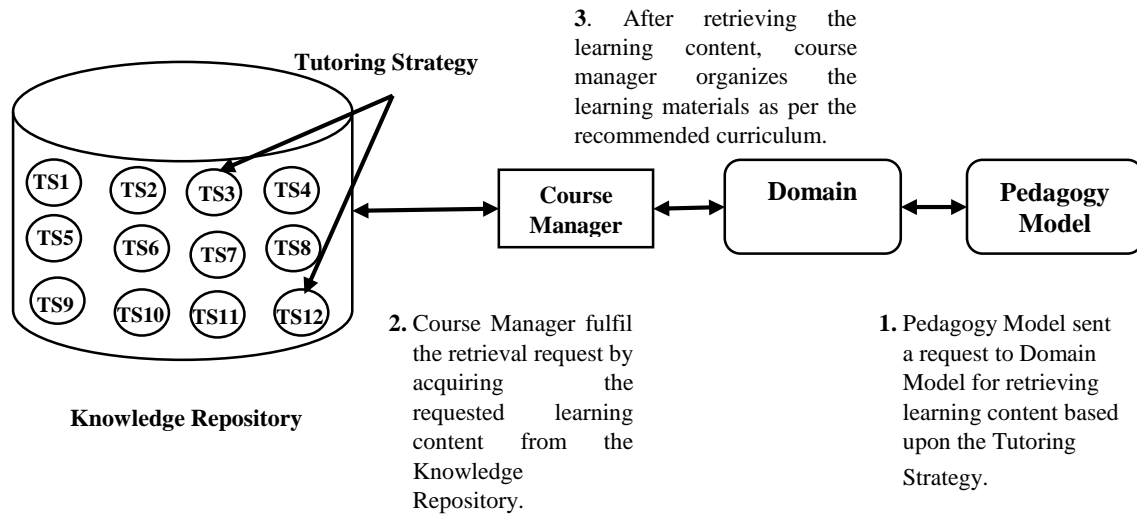 3. After retrieving the
learning content, course
manager organizes the
learning materials as per the
recommended curriculum.
Tutoring Strategy
TS1
TS2
TS3
TS4
TS5
TS6
TS7
TS8
TS9
TS10
TS11
TS12
Course
Manager
Domain
Pedagogy
Model
Knowledge Repository
2. Course Manager fulfil
the retrieval request by
acquiring the
requested learning
content from the
Knowledge
Repository.
1. Pedagogy Model sent
a request to Domain
Model for retrieving
learning content based
upon the Tutoring
Strategy.